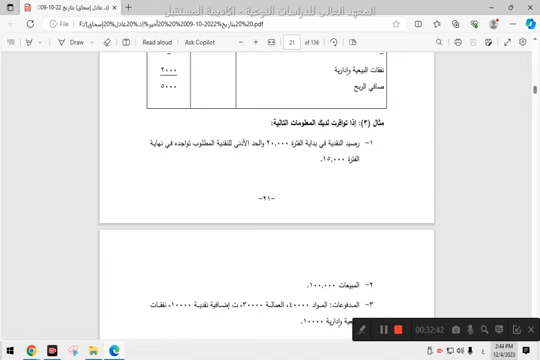 المعهد العالي للدراسات النوعية - أكاديمية المستقبل
File
Draw
Read aloud
Ask Copilot
21
of 136
٢٠٠٠
نفقات البيعية وإدارية
٥٠٠٠
صافي الربح
مثال (٣): إذا توافرت لديك المعلومات التالية:
١- رصيد النقدية في بداية الفترة ٢٠.٠٠٠ والحد الأدنى للنقدية المطلوب تواجده في نهاية
الفترة ١٥.٠٠٠.
-٢١-
٢- المبيعات ١٠٠.٠٠٠.
٣- المدفوعات: المواد ٤٠٠٠٠، العمالة ٣٠٠٠٠، ت إضافية نقدية ١٠٠٠٠، نفقات
وإدارية ١٠٠٠٠.
00:32:42
2:44 PM
12/4/2023